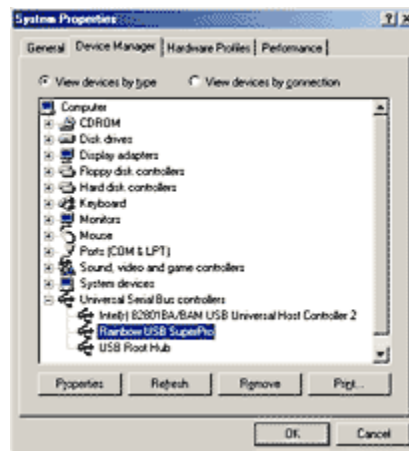 System Properties
General Device Manager Hardware Profiles Performance
View devices by type View devices by connection
Computer
CDROM
Disk drives
Display adapters
Floppy disk controllers
Hard disk controllers
Keyboard
Monitors
Mouse
Ports (COM & LPT)
Sound, video and game controllers
System devices
Universal Serial Bus controllers
Intel(r) 82801BA/BAM USB Universal Host Controller 2
Rainbow USB SuperPro
USB Root Hub
Properties Refresh Remove Print...
OK Cancel